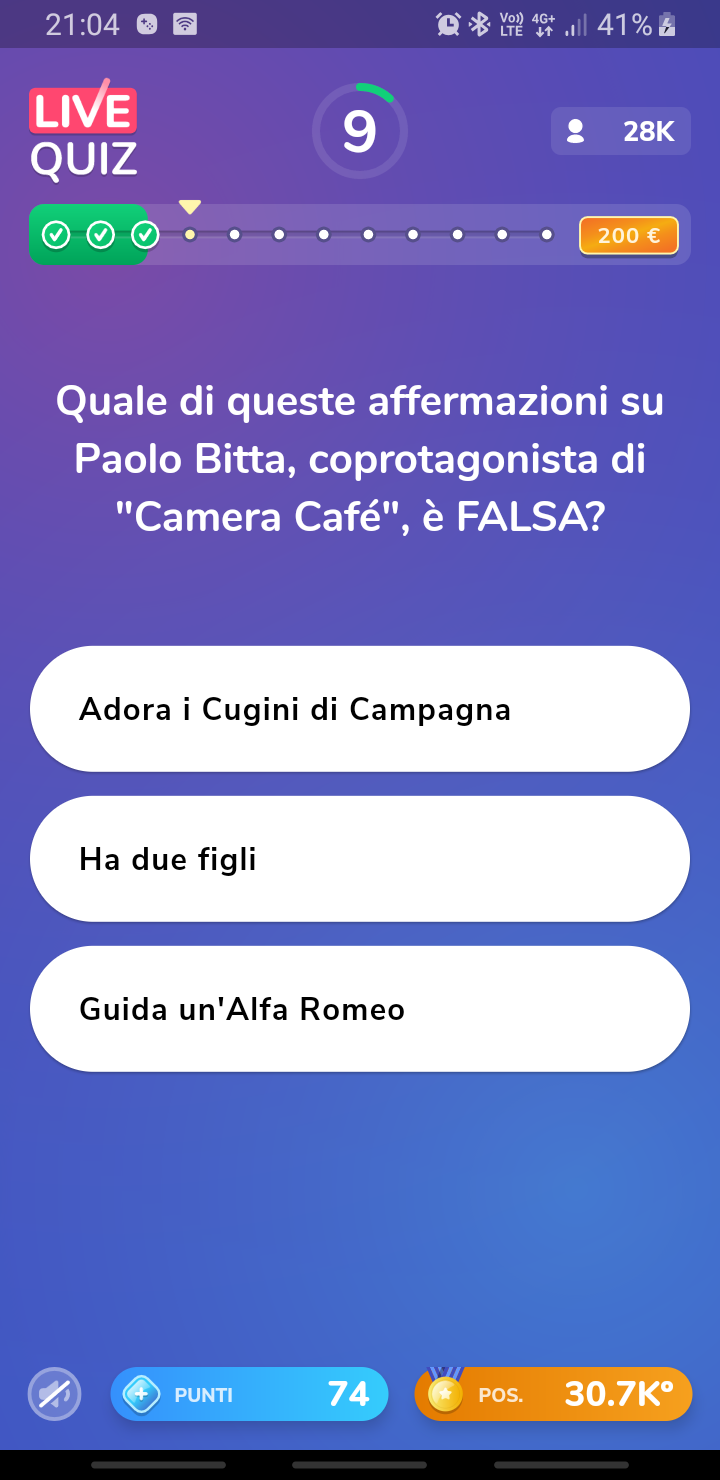 21:04
Vo)) LTE 4G+ 41%
LIVE
QUIZ
9
28K
200 €
Quale di queste affermazioni su
Paolo Bitta, coprotagonista di
"Camera Café", è FALSA?
Adora i Cugini di Campagna
Ha due figli
Guida un'Alfa Romeo
PUNTI 74
POS. 30.7K°